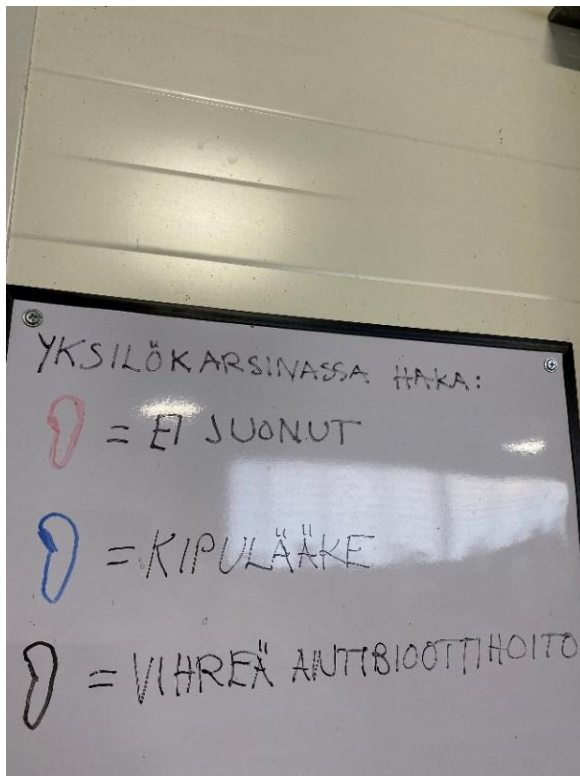 YKSILÖKARSINASSA HAKA:
= EI JUONUT
= KIPULÄÄKE
= VIHREÄ ANTIBIOOTTIHOITO